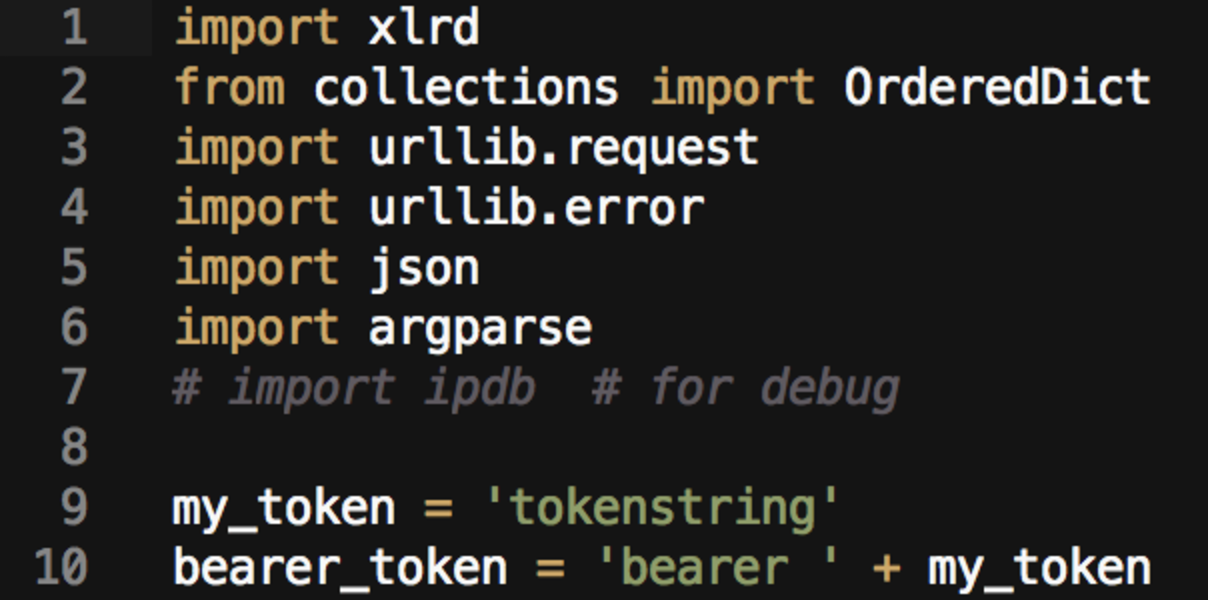 1 import xlrd
2 from collections import OrderedDict
3 import urllib.request
4 import urllib.error
5 import json
6 import argparse
7 # import ipdb  # for debug
8
9 my_token = 'tokenstring'
10 bearer_token = 'bearer ' + my_token